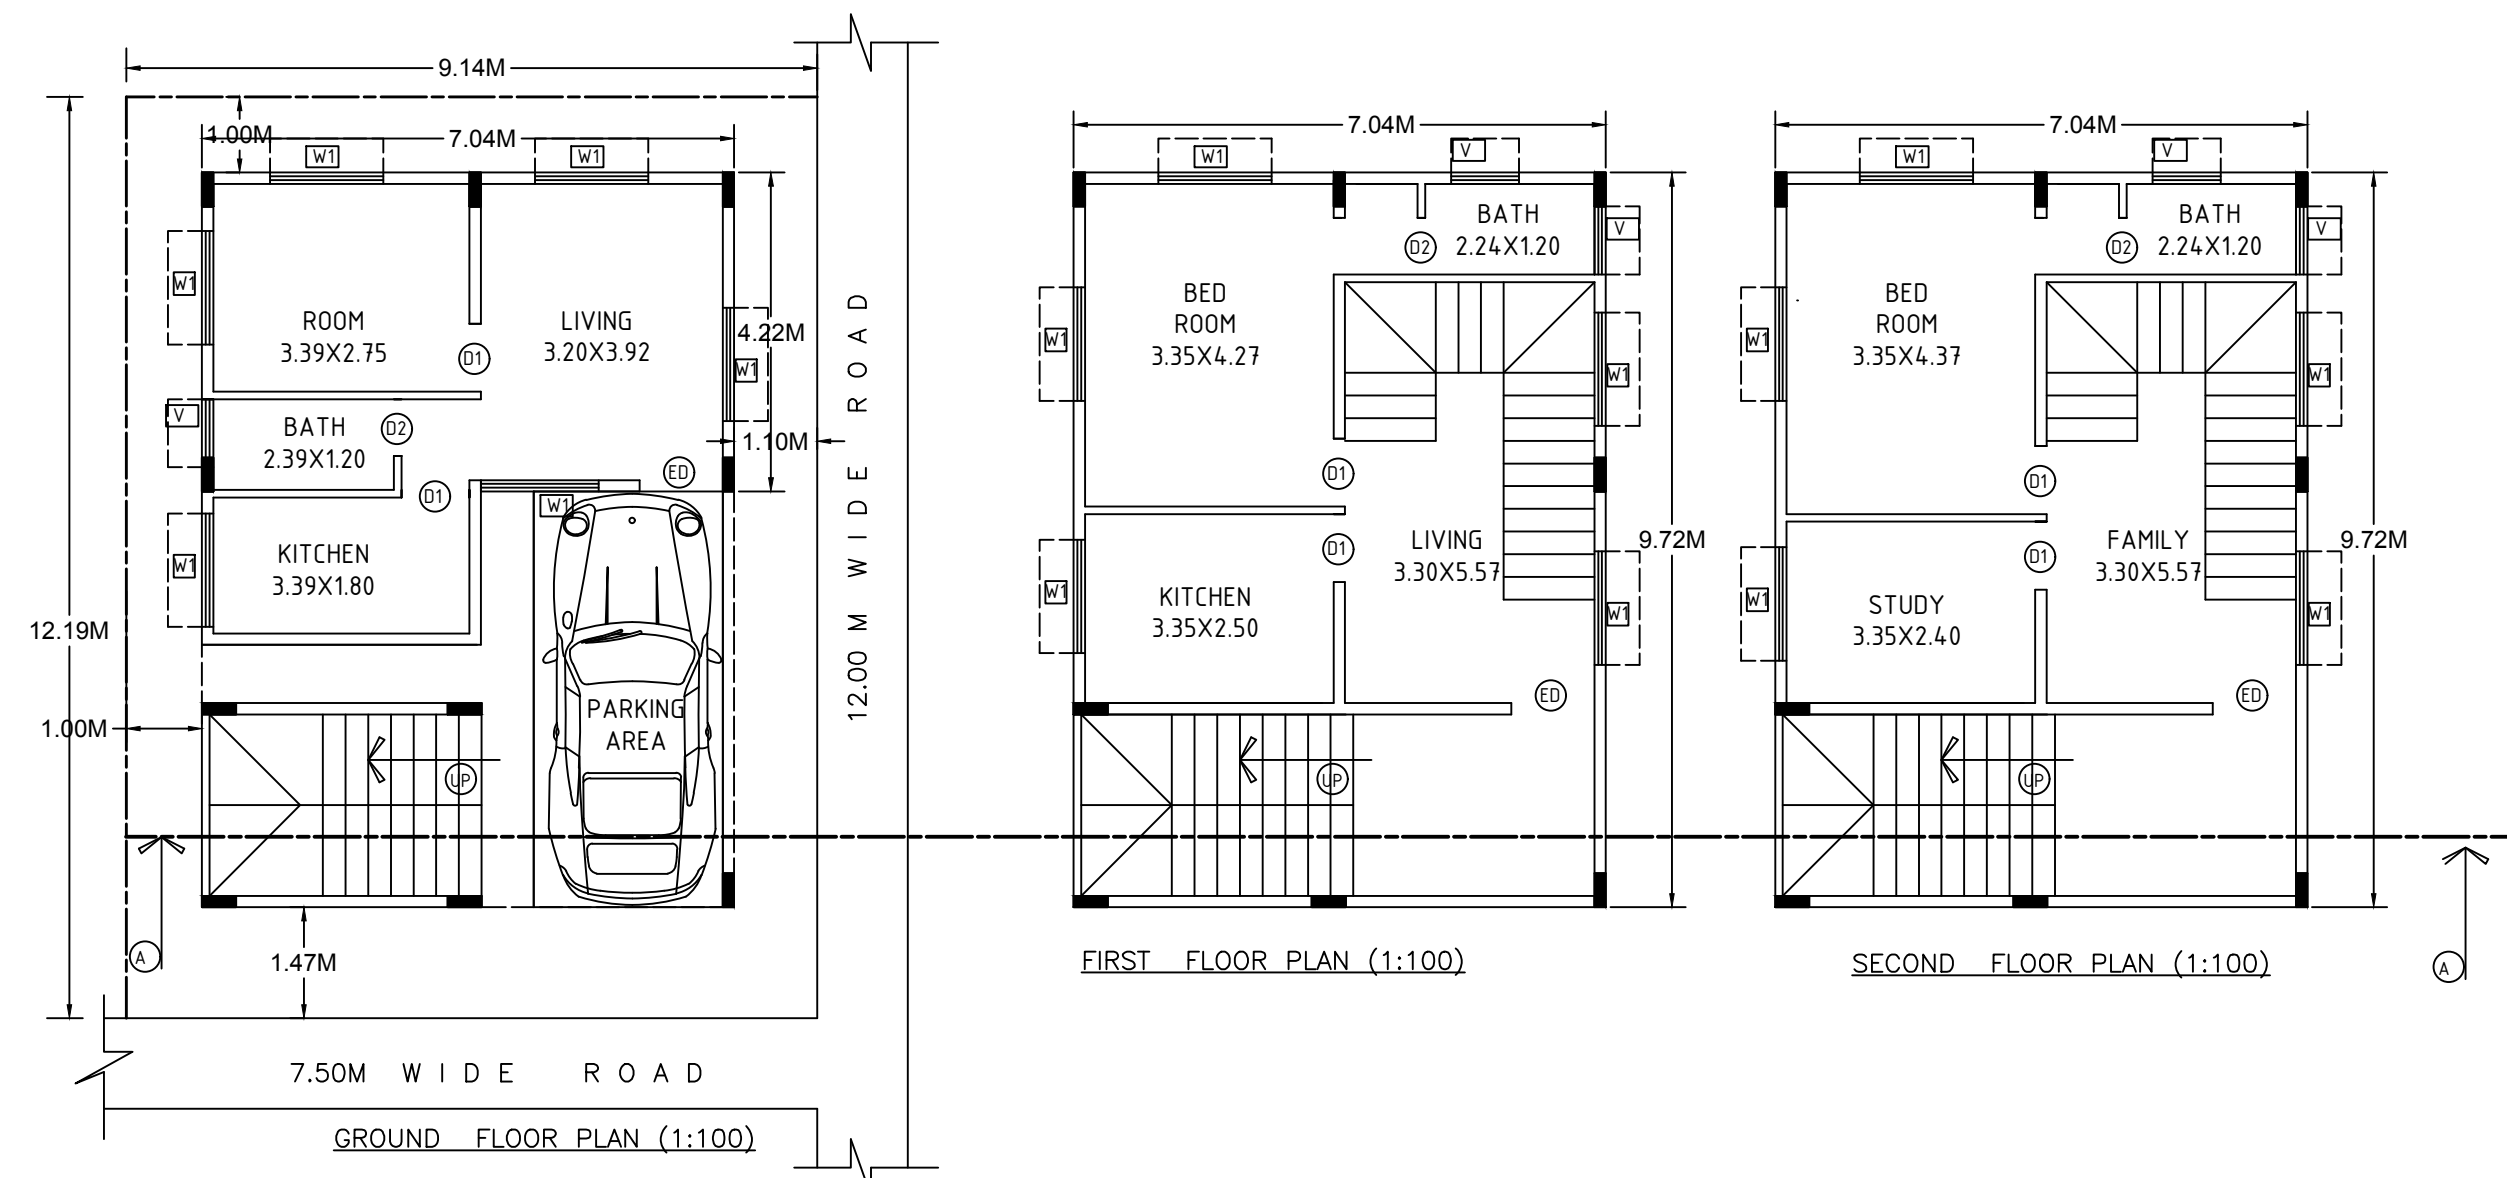 9.14M
1.00M
7.04M
W1
W1
W1
ROOM
3.39X2.75
LIVING
3.20X3.92
D1
4.22M
W1
1.10M
V
BATH
2.39X1.20
D2
ED
D1
W1
W1
KITCHEN
3.39X1.80
12.19M
1.00M
PARKING
AREA
UP
A
1.47M
12.00 M WIDE ROAD
7.50M WIDE ROAD
GROUND FLOOR PLAN (1:100)
7.04M
W1
V
BATH
2.24X1.20
D2
V
BED
ROOM
3.35X4.27
W1
W1
D1
LIVING
3.30X5.57
D1
9.72M
W1
KITCHEN
3.35X2.50
W1
ED
UP
FIRST FLOOR PLAN (1:100)
7.04M
W1
V
BATH
2.24X1.20
D2
V
BED
ROOM
3.35X4.37
W1
W1
D1
FAMILY
3.30X5.57
D1
9.72M
W1
STUDY
3.35X2.40
W1
ED
UP
SECOND FLOOR PLAN (1:100)
A